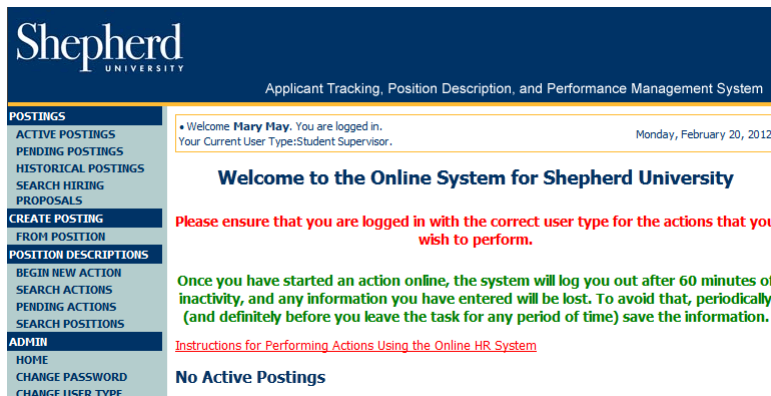 Shepherd
UNIVERSITY
Applicant Tracking, Position Description, and Performance Management System
POSTINGS
ACTIVE POSTINGS
PENDING POSTINGS
HISTORICAL POSTINGS
SEARCH HIRING
PROPOSALS
CREATE POSTING
FROM POSITION
POSITION DESCRIPTIONS
BEGIN NEW ACTION
SEARCH ACTIONS
PENDING ACTIONS
SEARCH POSITIONS
ADMIN
HOME
CHANGE PASSWORD
CHANGE USER TYPE
• Welcome Mary May. You are logged in.
Your Current User Type:Student Supervisor.
Monday, February 20, 2012
Welcome to the Online System for Shepherd University
Please ensure that you are logged in with the correct user type for the actions that you
wish to perform.
Once you have started an action online, the system will log you out after 60 minutes of
inactivity, and any information you have entered will be lost. To avoid that, periodically
(and definitely before you leave the task for any period of time) save the information.
Instructions for Performing Actions Using the Online HR System
No Active Postings